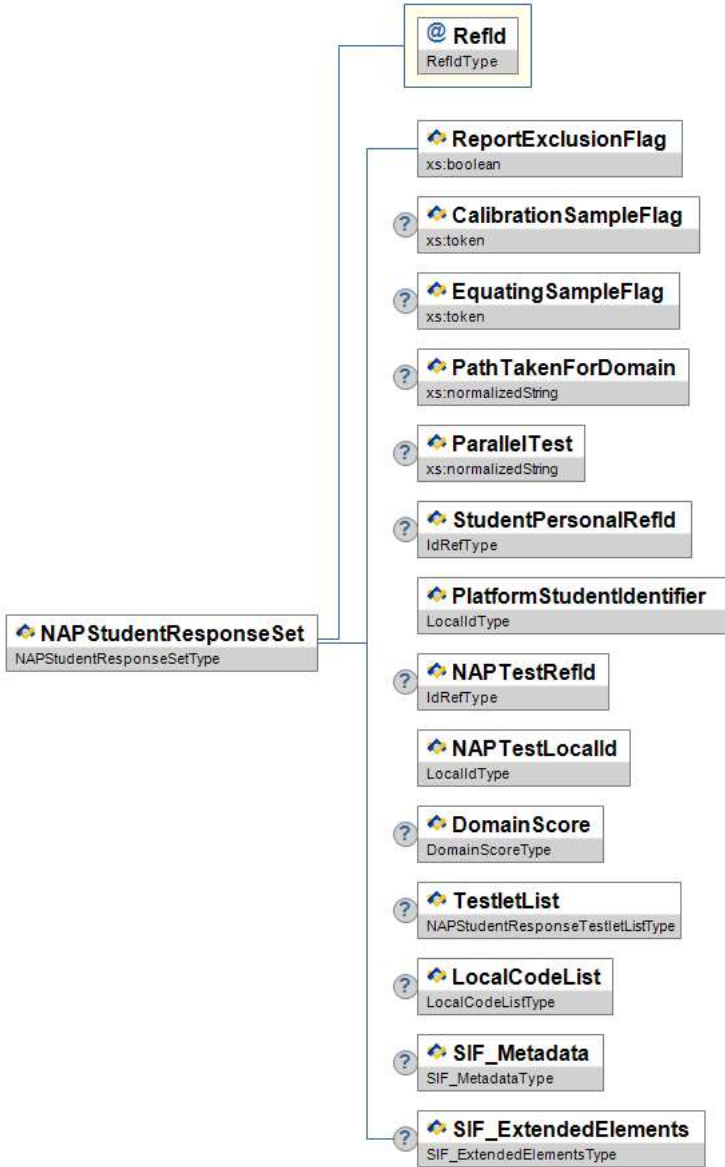 @ RefId
RefIdType
ReportExclusionFlag
xs:boolean
? CalibrationSampleFlag
xs:token
? EquatingSampleFlag
xs:token
? PathTakenForDomain
xs:normalizedString
? ParallelTest
xs:normalizedString
? StudentPersonalRefId
IdRefType
PlatformStudentIdentifier
LocalIdType
NAPStudentResponseSet
NAPStudentResponseSetType
? NAPTestRefId
IdRefType
NAPTestLocalId
LocalIdType
? DomainScore
DomainScoreType
? TestletList
NAPStudentResponseTestletListType
? LocalCodeList
LocalCodeListType
? SIF_Metadata
SIF_MetadataType
? SIF_ExtendedElements
SIF_ExtendedElementsType